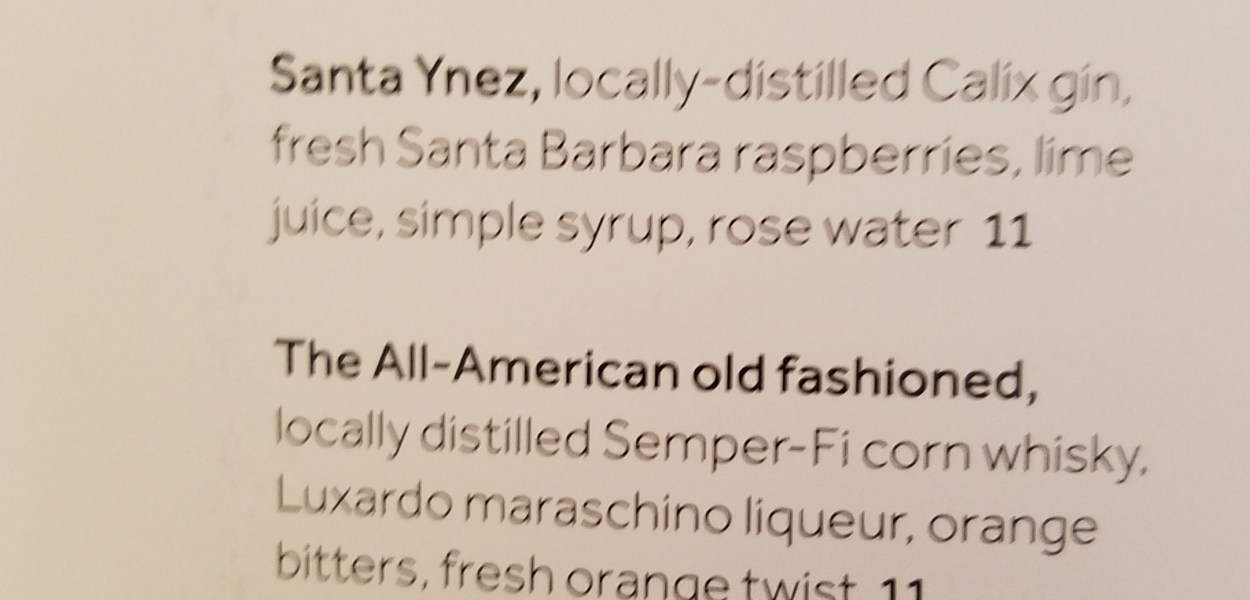 Santa Ynez, locally-distilled Calix gin,
fresh Santa Barbara raspberries, lime
juice, simple syrup, rose water 11
The All-American old fashioned,
locally distilled Semper-Fi corn whisky,
Luxardo maraschino liqueur, orange
bitters, fresh orange twist 11